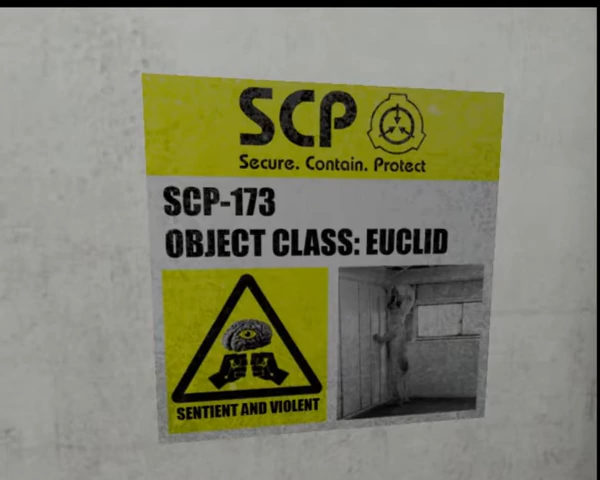 SCP
Secure. Contain. Protect
SCP-173
OBJECT CLASS: EUCLID
SENTIENT AND VIOLENT